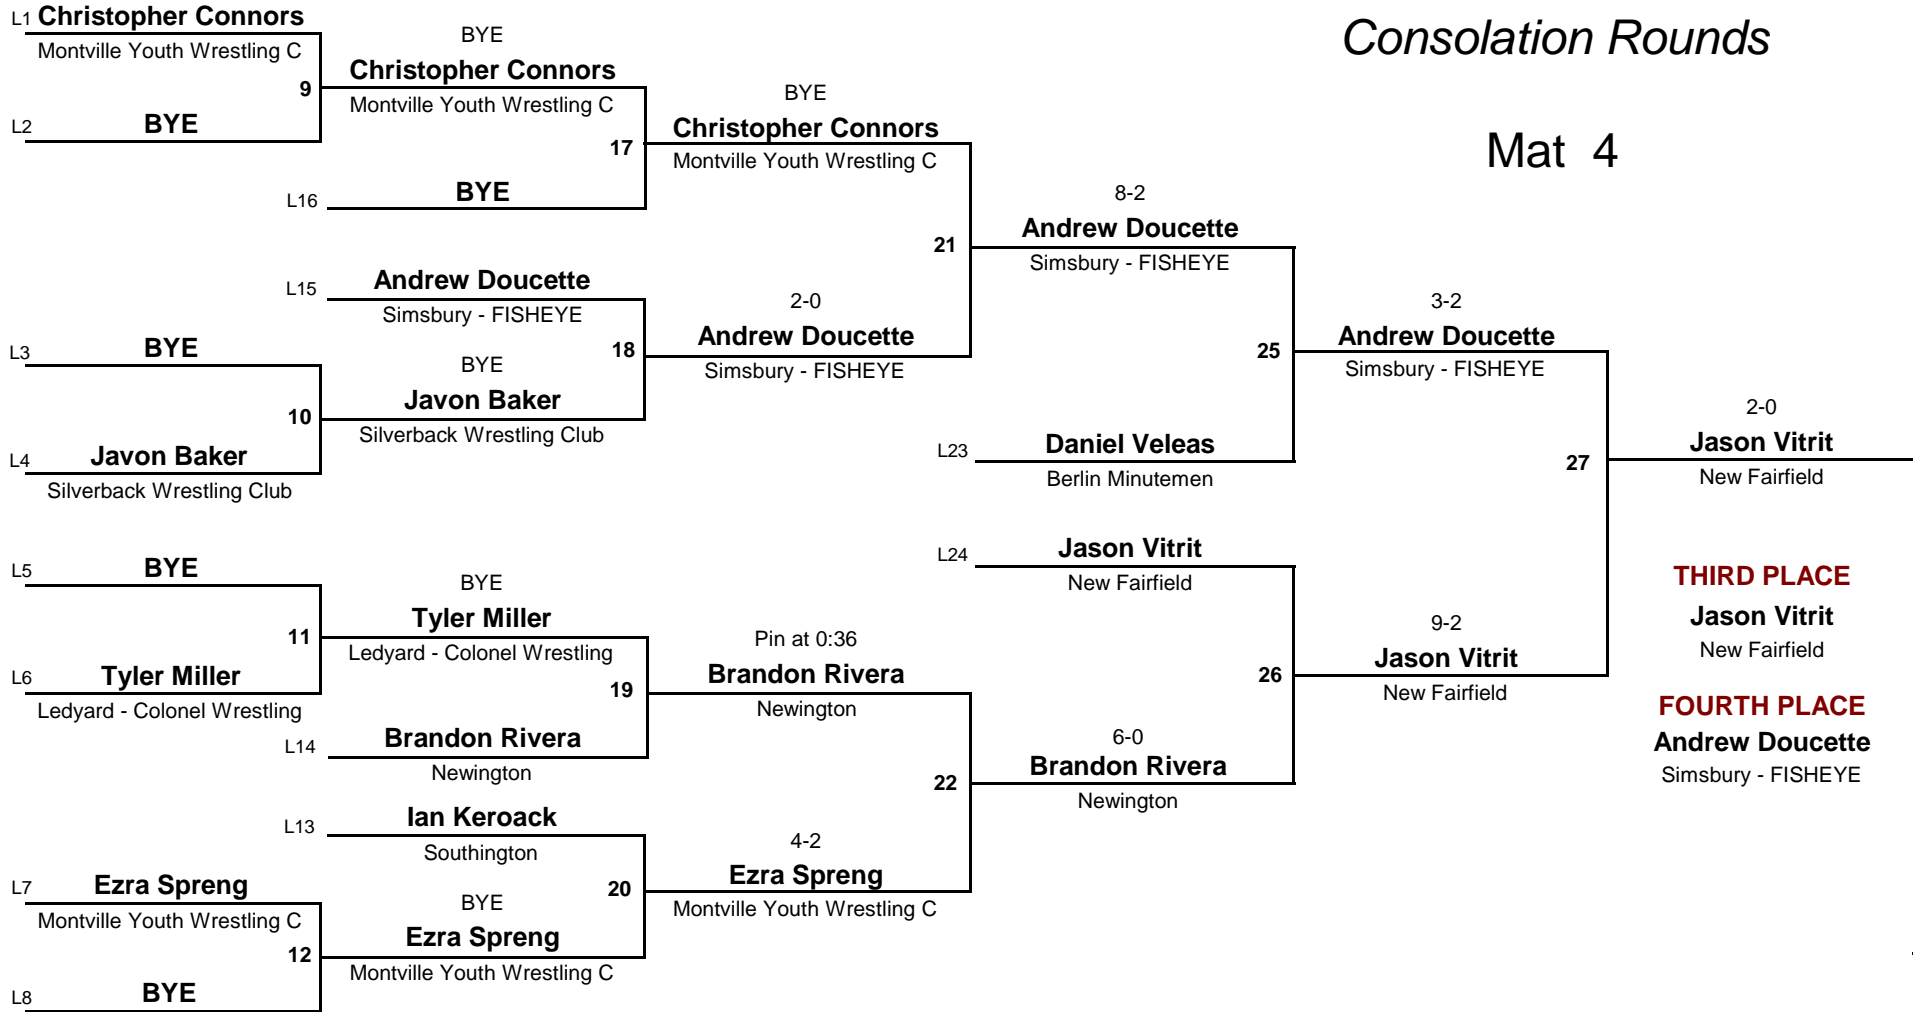 Consolation Rounds
Mat 4
L1 Christopher Connors
Montville Youth Wrestling C
9
L2 BYE
BYE
Christopher Connors
Montville Youth Wrestling C
17
L16 BYE
BYE
Christopher Connors
Montville Youth Wrestling C
21
L15 Andrew Doucette
Simsbury - FISHEYE
18
L3 BYE
10
L4 Javon Baker
Silverback Wrestling Club
BYE
Javon Baker
Silverback Wrestling Club
2-0
Andrew Doucette
Simsbury - FISHEYE
8-2
Andrew Doucette
Simsbury - FISHEYE
25
L23 Daniel Veleas
Berlin Minutemen
3-2
Andrew Doucette
Simsbury - FISHEYE
27
L5 BYE
11
L6 Tyler Miller
Ledyard - Colonel Wrestling
BYE
Tyler Miller
Ledyard - Colonel Wrestling
19
L14 Brandon Rivera
Newington
Pin at 0:36
Brandon Rivera
Newington
22
L13 Ian Keroack
Southington
20
L7 Ezra Spreng
Montville Youth Wrestling C
12
L8 BYE
BYE
Ezra Spreng
Montville Youth Wrestling C
4-2
Ezra Spreng
Montville Youth Wrestling C
L24 Jason Vitrit
New Fairfield
26
6-0
Brandon Rivera
Newington
9-2
Jason Vitrit
New Fairfield
2-0
Jason Vitrit
New Fairfield
THIRD PLACE
Jason Vitrit
New Fairfield
FOURTH PLACE
Andrew Doucette
Simsbury - FISHEYE